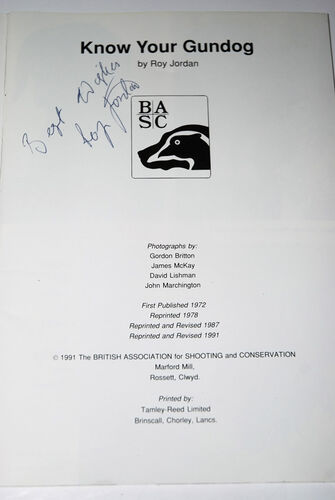 Know Your Gundog
by Roy Jordan
Best Wishes
Roy Jordan
BA
SC
Photographs by:
Gordon Britton
James McKay
David Lishman
John Marchington
First Published 1972
Reprinted 1978
Reprinted and Revised 1987
Reprinted and Revised 1991
© 1991 The BRITISH ASSOCIATION for SHOOTING and CONSERVATION
Marford Mill,
Rossett, Clwyd.
Printed by:
Tamley-Reed Limited
Brinscall, Chorley, Lancs.